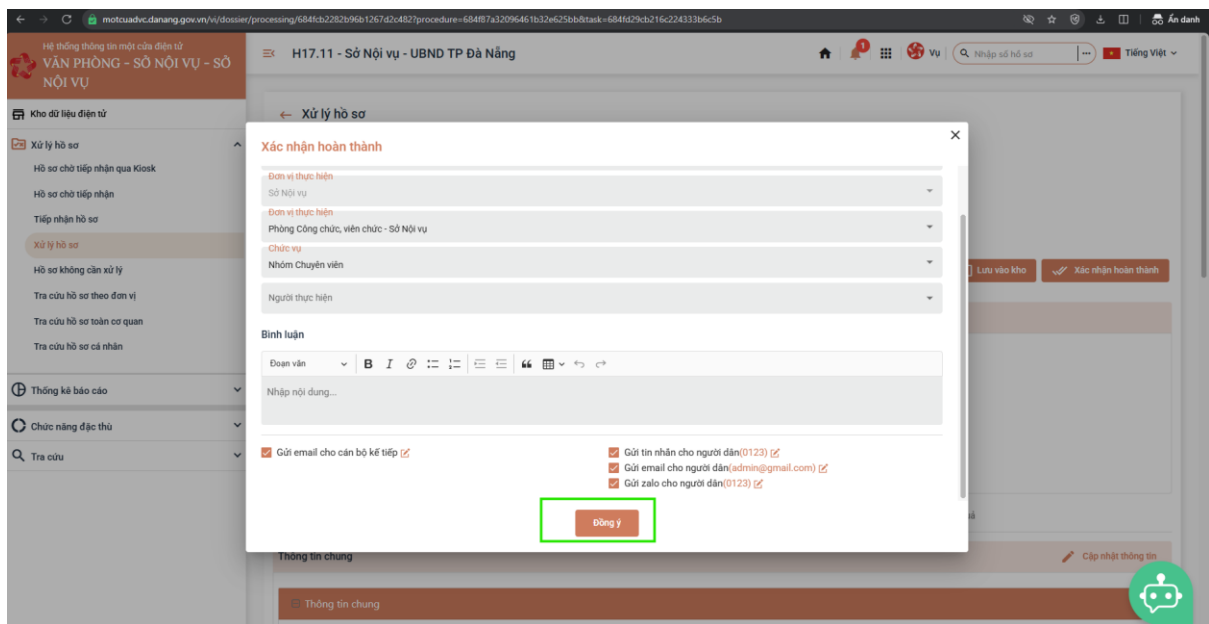 motcuadvc.danang.gov.vn/vi/dossier/processing/684fcb2282b96b1267d2c482?procedure=684f87a32096461b32e625bb&task=684fd29cb216c224333b6c5b
Ẩn danh
Hệ thống thông tin một cửa điện tử
VĂN PHÒNG - SỞ NỘI VỤ - SỞ
NỘI VỤ
H17.11 - Sở Nội vụ - UBND TP Đà Nẵng
1
Vụ
Nhập số hồ sơ
Tiếng Việt
Kho dữ liệu điện tử
Xử lý hồ sơ
Hồ sơ chờ tiếp nhận qua Kiosk
Hồ sơ chờ tiếp nhận
Tiếp nhận hồ sơ
Xử lý hồ sơ
Hồ sơ không cần xử lý
Tra cứu hồ sơ theo đơn vị
Tra cứu hồ sơ toàn cơ quan
Tra cứu hồ sơ cá nhân
Thống kê báo cáo
Chức năng đặc thù
Tra cứu
Xử lý hồ sơ
Xác nhận hoàn thành
Đơn vị thực hiện
Sở Nội vụ
Đơn vị thực hiện
Phòng Công chức, viên chức - Sở Nội vụ
Chức vụ
Nhóm Chuyên viên
Người thực hiện
Bình luận
Đoạn văn
B I
Nhập nội dung...
Gửi email cho cán bộ kế tiếp
Gửi tin nhắn cho người dân(0123)
Gửi email cho người dân(admin@gmail.com)
Gửi zalo cho người dân(0123)
Đồng ý
Lưu vào kho
Xác nhận hoàn thành
Thông tin chung
Cập nhật thông tin
Thông tin chung